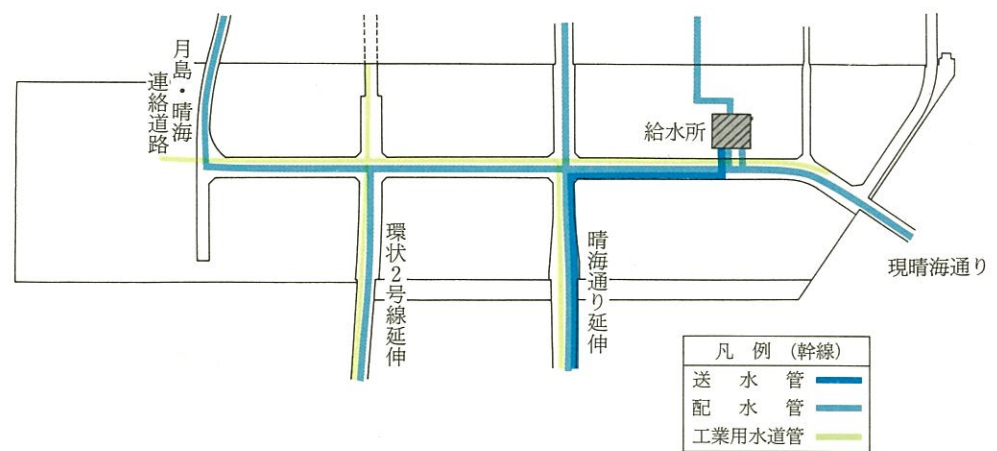 月島・晴海
連絡道路
給水所
環状2号線延伸
晴海通り延伸
現晴海通り
凡 例 (幹線)
送 水 管
配 水 管
工業用水道管